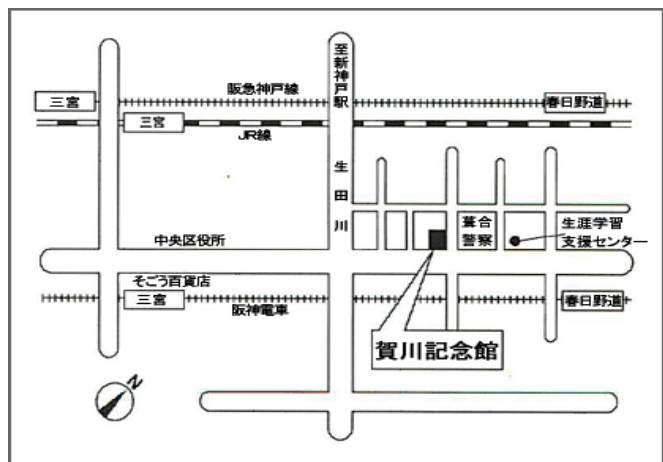 至新神戸駅
阪急神戸線
三宮
春日野道
三宮
JR線
生田川
葺合
警察
生涯学習
支援センター
中央区役所
そごう百貨店
三宮
阪神電車
春日野道
賀川記念館
N